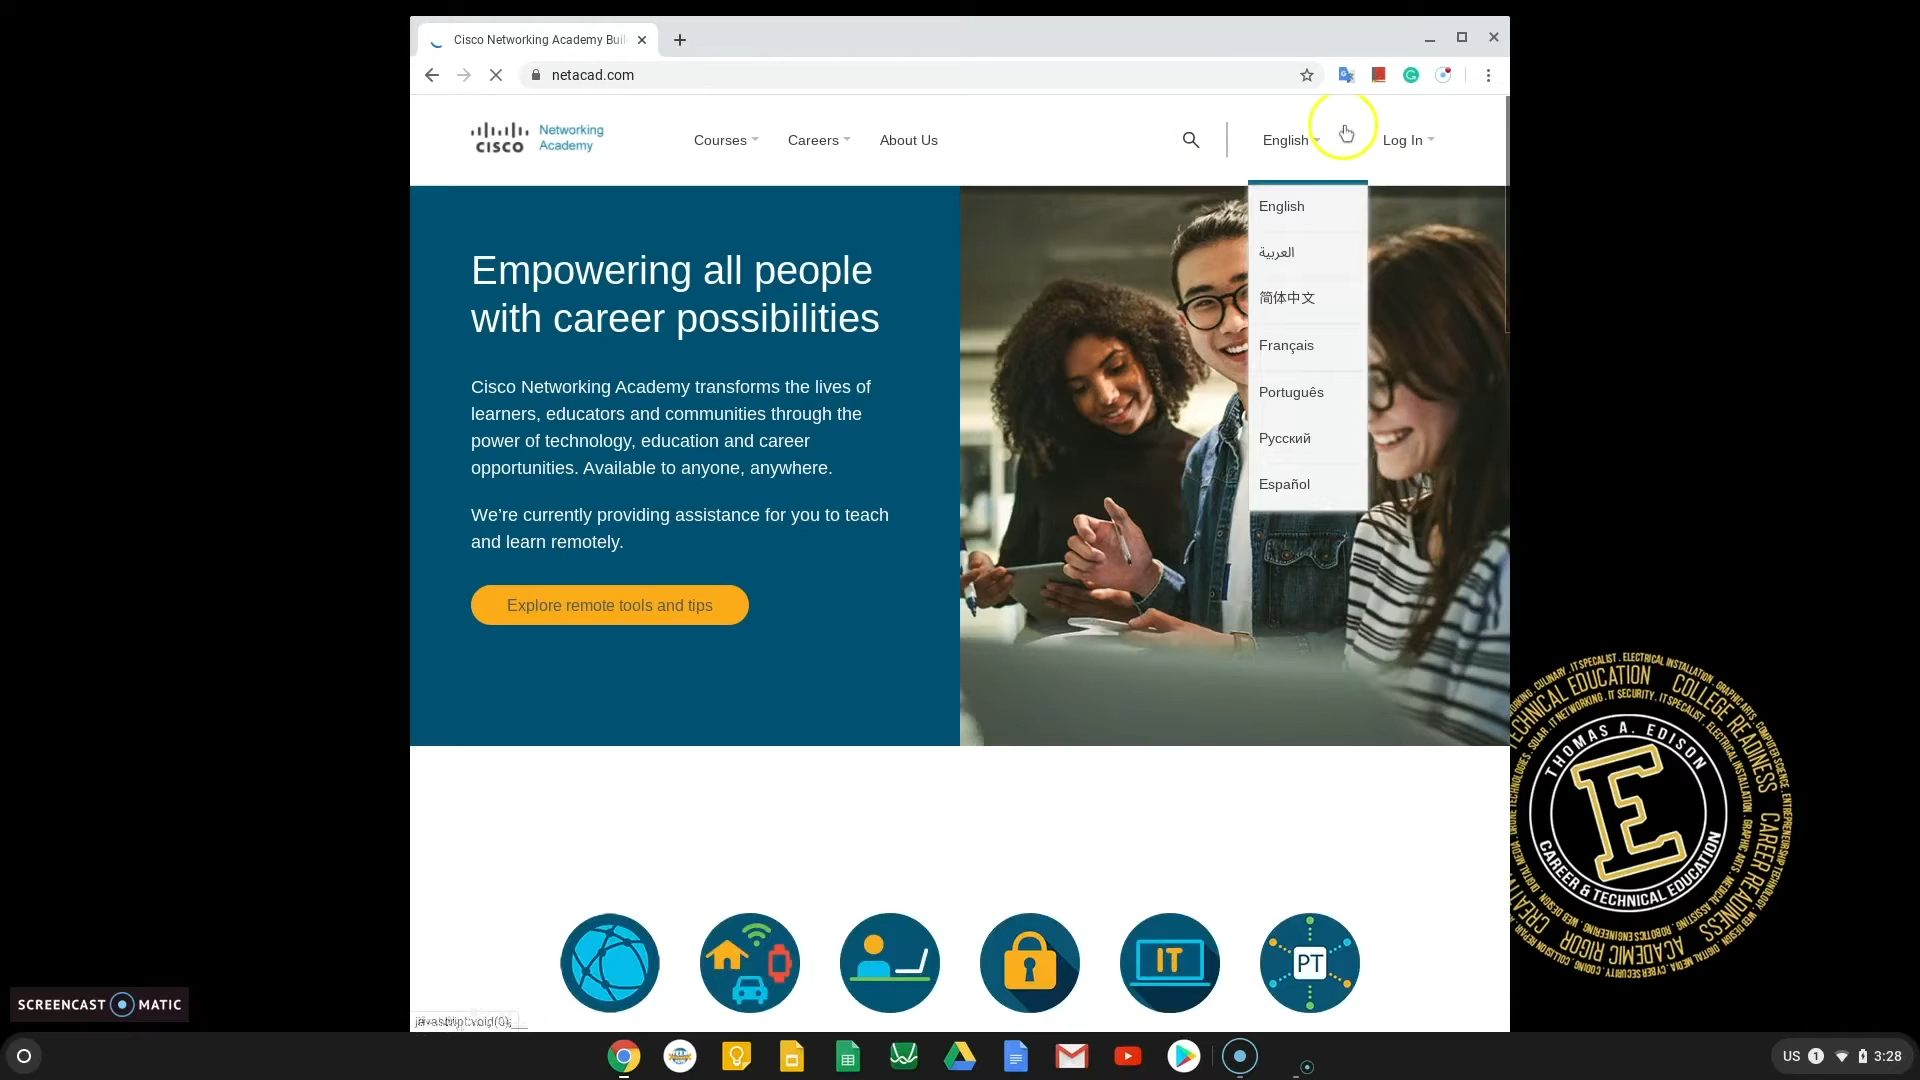 Cisco Networking Academy Buil
netacad.com
CISCO
Networking
Academy
Courses
Careers
About Us
English
Log In
English
العربية
简体中文
Français
Português
Русский
Español
Empowering all people
with career possibilities
Cisco Networking Academy transforms the lives of
learners, educators and communities through the
power of technology, education and career
opportunities. Available to anyone, anywhere.
We’re currently providing assistance for you to teach
and learn remotely.
Explore remote tools and tips
IT
PT
THOMAS A. EDISON
E
CAREER & TECHNICAL EDUCATION
TECHNICAL EDUCATION
COLLEGE READINESS
CAREER READINESS
ACADEMIC RIGOR
SCREENCAST MATIC
javascript:void(0);
US 1 3:28